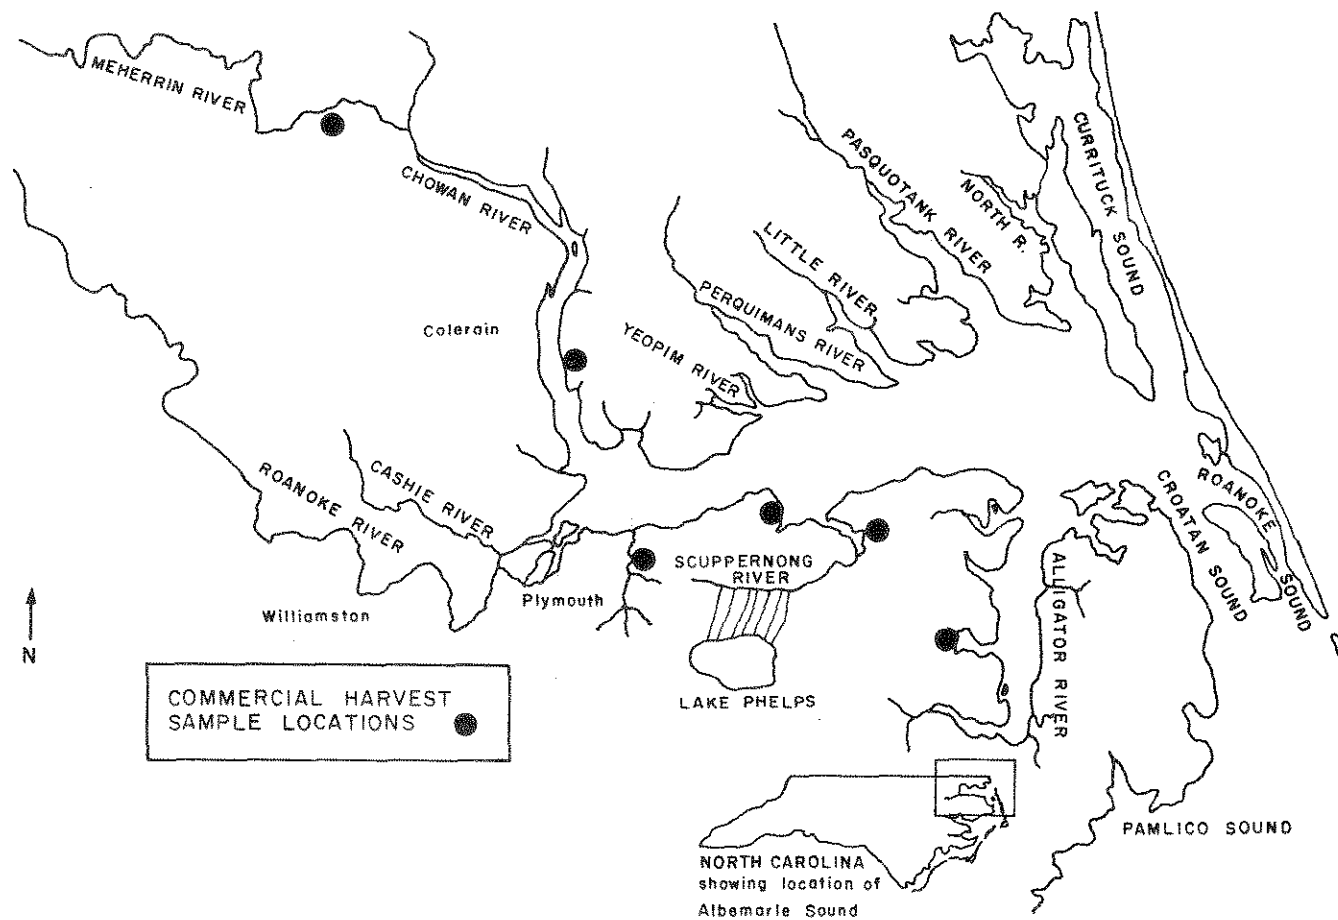 MEHERRIN RIVER
CHOWAN RIVER
PASQUOTANK RIVER
NORTH R.
CURRITUCK SOUND
LITTLE RIVER
PERQUIMANS RIVER
YEOPIM RIVER
Colerain
ROANOKE RIVER
CASHIE RIVER
Williamston
Plymouth
SCUPPERNONG
RIVER
LAKE PHELPS
ALLIGATOR RIVER
CROATAN SOUND
ROANOKE SOUND
N
COMMERCIAL HARVEST
SAMPLE LOCATIONS
PAMLICO SOUND
NORTH CAROLINA
showing location of
Albemarle Sound